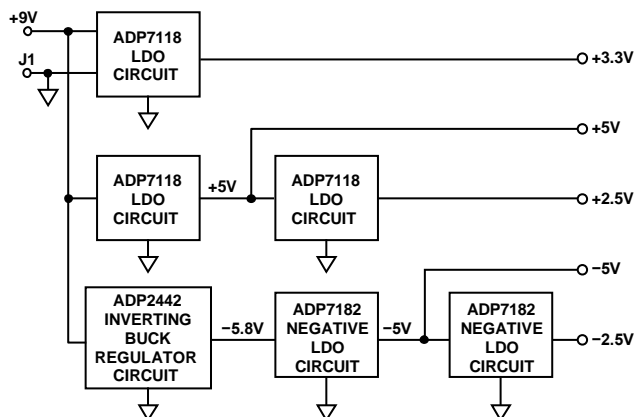 +9V
J1
ADP7118
LDO
CIRCUIT
+3.3V
+5V
ADP7118
LDO
CIRCUIT
+5V
ADP7118
LDO
CIRCUIT
+2.5V
−5V
ADP2442
INVERTING
BUCK
REGULATOR
CIRCUIT
−5.8V
ADP7182
NEGATIVE
LDO
CIRCUIT
−5V
ADP7182
NEGATIVE
LDO
CIRCUIT
−2.5V